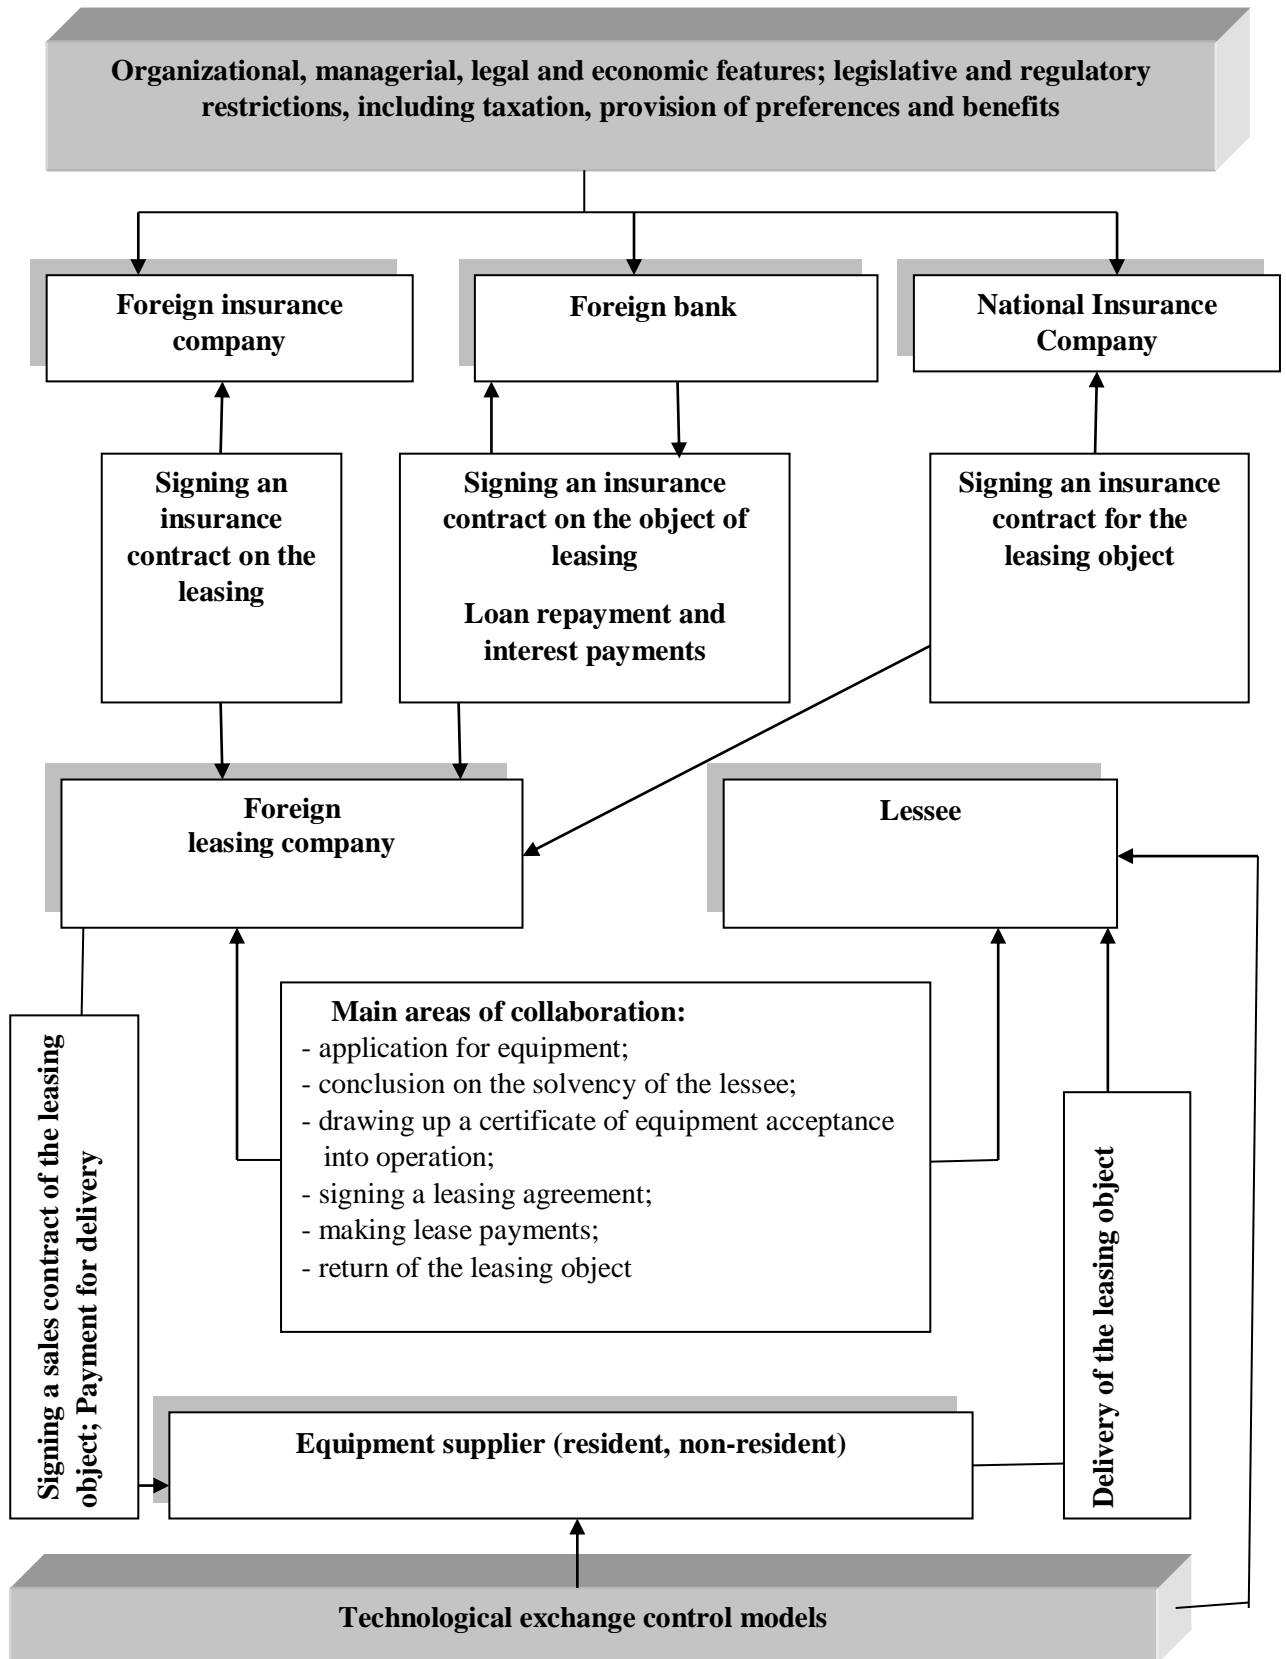 Organizational, managerial, legal and economic features; legislative and regulatory
restrictions, including taxation, provision of preferences and benefits
Foreign insurance
company
Foreign bank
National Insurance
Company
Signing an
insurance
contract on the
leasing
Signing an insurance
contract on the object of
leasing
Loan repayment and
interest payments
Signing an insurance
contract for the
leasing object
Foreign
leasing company
Lessee
Signing a sales contract of the leasing
object; Payment for delivery
Main areas of collaboration:
- application for equipment;
- conclusion on the solvency of the lessee;
- drawing up a certificate of equipment acceptance
into operation;
- signing a leasing agreement;
- making lease payments;
- return of the leasing object
Delivery of the leasing object
Equipment supplier (resident, non-resident)
Technological exchange control models